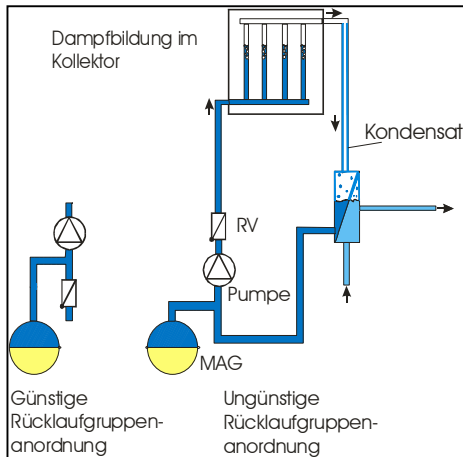 Dampfbildung im
Kollektor
Kondensat
RV
Pumpe
MAG
Günstige
Rücklaufgruppen-
anordnung
Ungünstige
Rücklaufgruppen-
anordnung